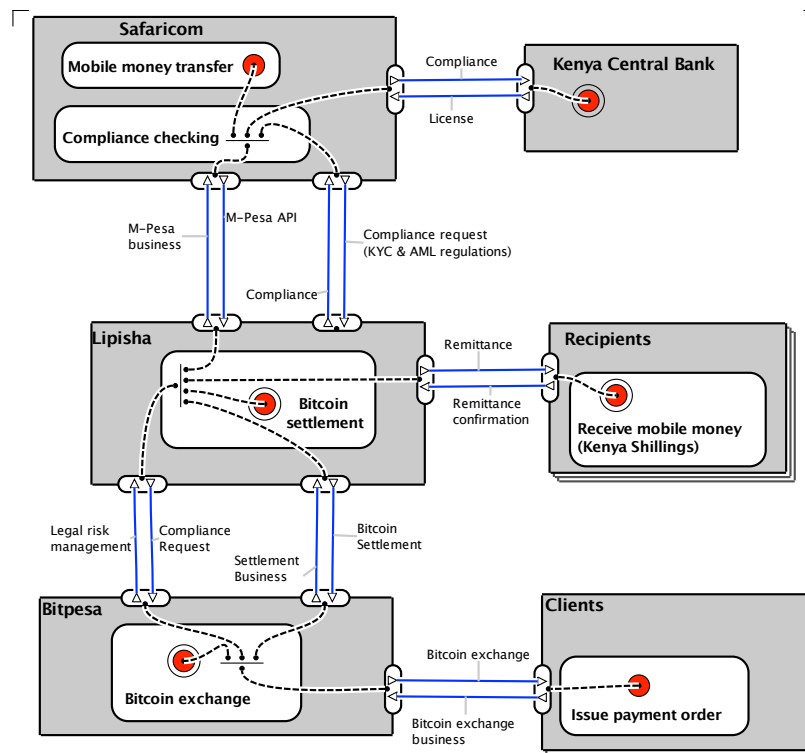 Safaricom
Mobile money transfer
Compliance checking
Compliance
License
Kenya Central Bank
M-Pesa
business
M-Pesa API
Compliance request
(KYC & AML regulations)
Compliance
Lipisha
Bitcoin
settlement
Remittance
Remittance
confirmation
Recipients
Receive mobile money
(Kenya Shillings)
Legal risk
management
Compliance
Request
Settlement
Business
Bitcoin
Settlement
Bitpesa
Bitcoin exchange
Bitcoin exchange
Bitcoin exchange
business
Clients
Issue payment order